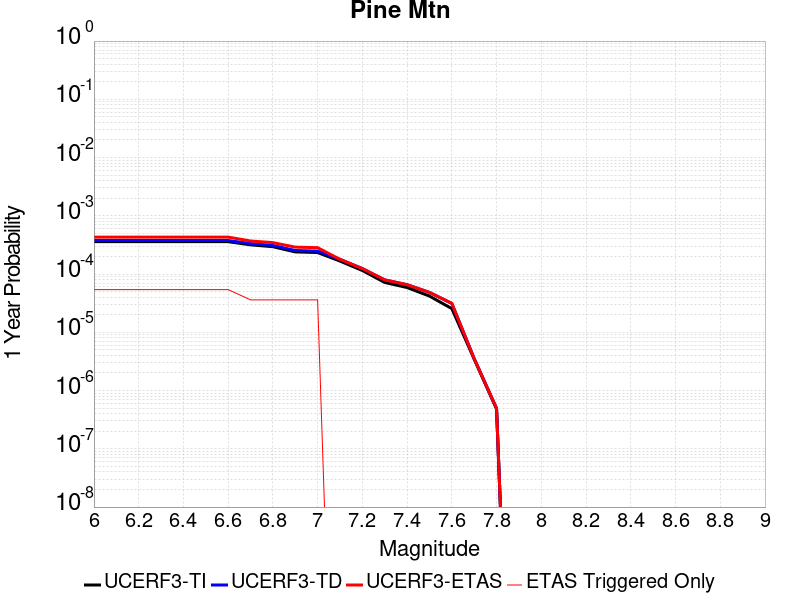 Pine Mtn
10^0
10^-1
10^-2
10^-3
10^-4
10^-5
10^-6
10^-7
10^-8
1 Year Probability
6 6.2 6.4 6.6 6.8 7 7.2 7.4 7.6 7.8 8 8.2 8.4 8.6 8.8 9
Magnitude
UCERF3-TI UCERF3-TD UCERF3-ETAS ETAS Triggered Only